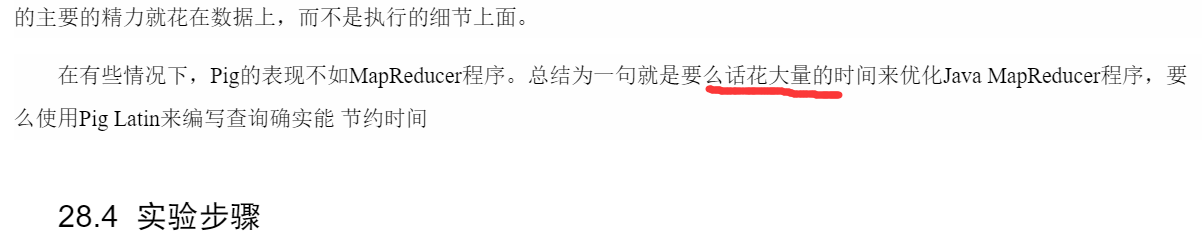 的主要的精力就花在数据上，而不是执行的细节上面。
在有些情况下，Pig的表现不如MapReducer程序。总结为一句就是要么话花大量的时间来优化Java MapReducer程序，要
么使用Pig Latin来编写查询确实能 节约时间
28.4 实验步骤